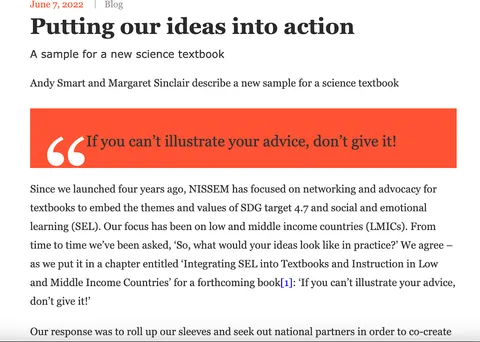 June 7, 2022 | Blog
Putting our ideas into action
A sample for a new science textbook
Andy Smart and Margaret Sinclair describe a new sample for a science textbook
“ If you can’t illustrate your advice, don’t give it!
Since we launched four years ago, NISSEM has focused on networking and advocacy for
textbooks to embed the themes and values of SDG target 4.7 and social and emotional
learning (SEL). Our focus has been on low and middle income countries (LMICs). From
time to time we’ve been asked, ‘So, what would your ideas look like in practice?’ We agree –
as we put it in a chapter entitled ‘Integrating SEL into Textbooks and Instruction in Low
and Middle Income Countries’ for a forthcoming book[1]: ‘If you can’t illustrate your advice,
don’t give it!’
Our response was to roll up our sleeves and seek out national partners in order to co-create